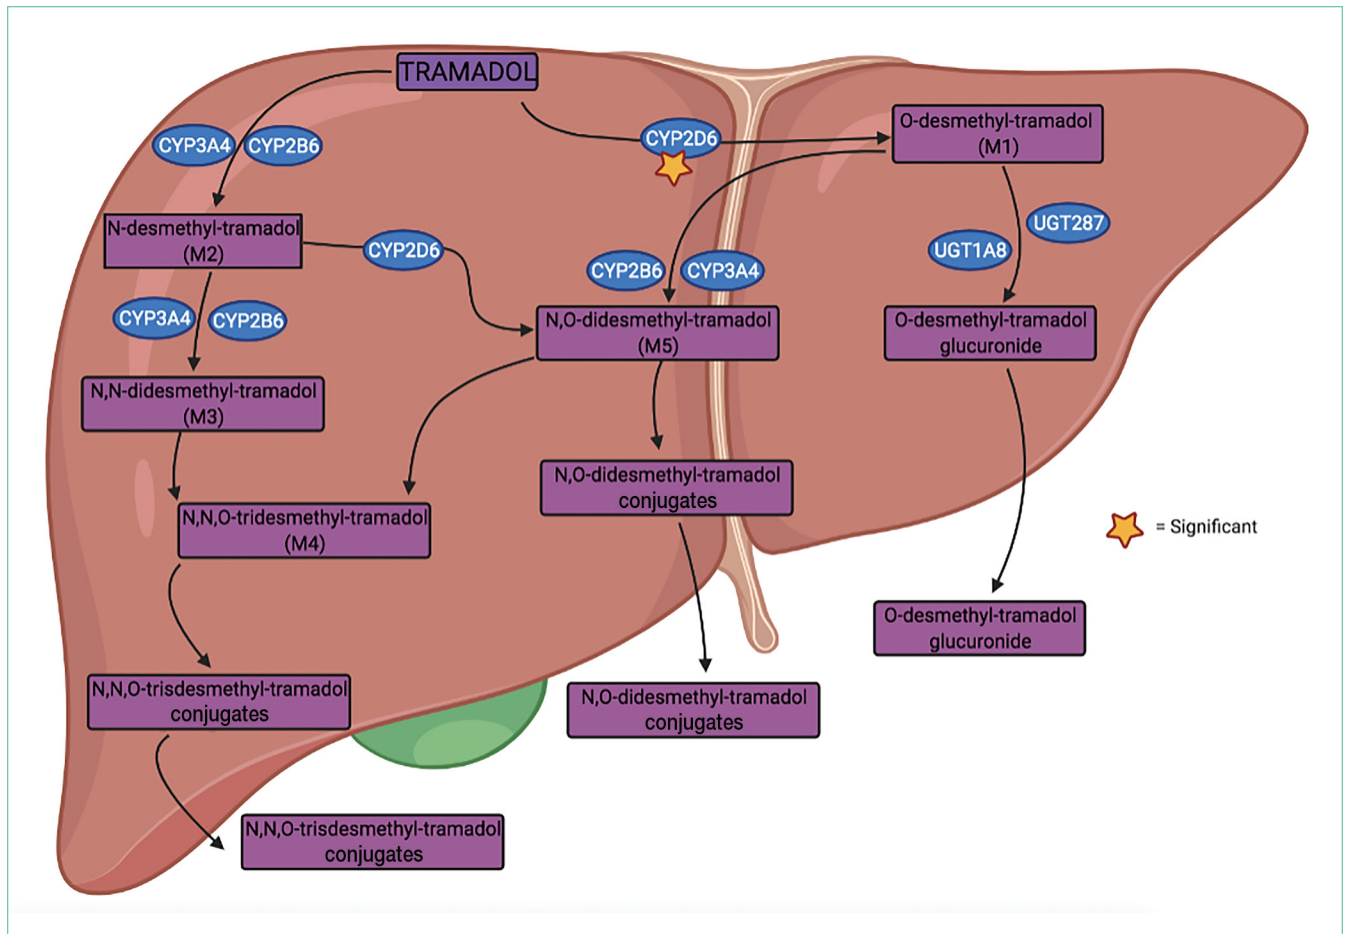 TRAMADOL
CYP3A4
CYP2B6
CYP2D6
O-desmethyl-tramadol
(M1)
N-desmethyl-tramadol
(M2)
CYP2D6
CYP2B6
CYP3A4
UGT1A8
UGT287
CYP3A4
CYP2B6
N,O-didesmethyl-tramadol
(M5)
O-desmethyl-tramadol
glucuronide
N,N-didesmethyl-tramadol
(M3)
N,O-didesmethyl-tramadol
conjugates
N,N,O-tridesmethyl-tramadol
(M4)
= Significant
O-desmethyl-tramadol
glucuronide
N,N,O-trisdesmethyl-tramadol
conjugates
N,O-didesmethyl-tramadol
conjugates
N,N,O-trisdesmethyl-tramadol
conjugates